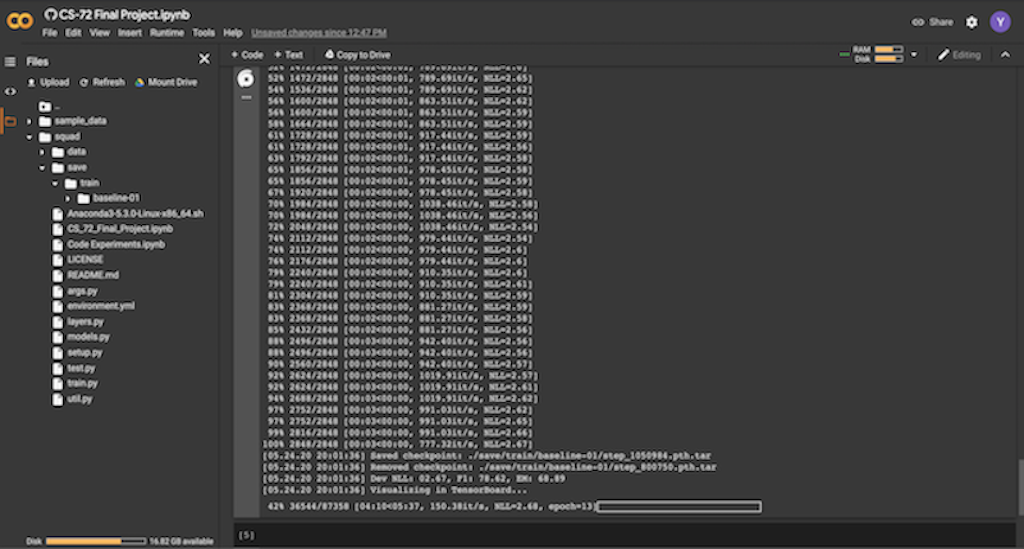 CS-72 Final Project.ipynb
File Edit View Insert Runtime Tools Help Unsaved changes since 12:47 PM
Share
Y
Files
+ Code + Text Copy to Drive
RAM
Disk
Editing
Upload Refresh Mount Drive
..
sample_data
squad
data
save
train
baseline-01
Anaconda3-5.3.0-Linux-x86_64.sh
CS_72_Final_Project.ipynb
Code Experiments.ipynb
LICENSE
README.md
args.py
environment.yml
layers.py
models.py
setup.py
test.py
train.py
util.py
Disk 16.82 GB available
52% 1472/2848 [00:02<00:01, 789.69it/s, NLL=2.65]
54% 1536/2848 [00:02<00:01, 789.69it/s, NLL=2.62]
56% 1600/2848 [00:02<00:01, 863.51it/s, NLL=2.62]
56% 1600/2848 [00:02<00:01, 863.51it/s, NLL=2.59]
58% 1664/2848 [00:02<00:01, 863.51it/s, NLL=2.59]
61% 1728/2848 [00:02<00:01, 917.44it/s, NLL=2.59]
61% 1728/2848 [00:02<00:01, 917.44it/s, NLL=2.56]
63% 1792/2848 [00:02<00:01, 917.44it/s, NLL=2.58]
65% 1856/2848 [00:02<00:01, 978.45it/s, NLL=2.58]
65% 1856/2848 [00:02<00:01, 978.45it/s, NLL=2.59]
67% 1920/2848 [00:02<00:00, 978.45it/s, NLL=2.58]
70% 1984/2848 [00:02<00:00, 1038.46it/s, NLL=2.58]
70% 1984/2848 [00:02<00:00, 1038.46it/s, NLL=2.56]
72% 2048/2848 [00:02<00:00, 1038.46it/s, NLL=2.54]
74% 2112/2848 [00:02<00:00, 979.44it/s, NLL=2.54]
74% 2112/2848 [00:02<00:00, 979.44it/s, NLL=2.6]
76% 2176/2848 [00:02<00:00, 979.44it/s, NLL=2.6]
79% 2240/2848 [00:02<00:00, 910.35it/s, NLL=2.6]
79% 2240/2848 [00:02<00:00, 910.35it/s, NLL=2.61]
81% 2304/2848 [00:02<00:00, 910.35it/s, NLL=2.59]
83% 2368/2848 [00:02<00:00, 881.27it/s, NLL=2.59]
83% 2368/2848 [00:02<00:00, 881.27it/s, NLL=2.58]
85% 2432/2848 [00:02<00:00, 881.27it/s, NLL=2.56]
88% 2496/2848 [00:03<00:00, 942.40it/s, NLL=2.56]
88% 2496/2848 [00:03<00:00, 942.40it/s, NLL=2.56]
90% 2560/2848 [00:03<00:00, 942.40it/s, NLL=2.57]
92% 2624/2848 [00:03<00:00, 1019.91it/s, NLL=2.57]
92% 2624/2848 [00:03<00:00, 1019.91it/s, NLL=2.61]
94% 2688/2848 [00:03<00:00, 1019.91it/s, NLL=2.62]
97% 2752/2848 [00:03<00:00, 991.03it/s, NLL=2.62]
97% 2752/2848 [00:03<00:00, 991.03it/s, NLL=2.65]
99% 2816/2848 [00:03<00:00, 991.03it/s, NLL=2.66]
100% 2848/2848 [00:03<00:00, 777.32it/s, NLL=2.67]
[05.24.20 20:01:36] Saved checkpoint: ./save/train/baseline-01/step_1050984.pth.tar
[05.24.20 20:01:36] Removed checkpoint: ./save/train/baseline-01/step_800750.pth.tar
[05.24.20 20:01:36] Dev NLL: 02.67, F1: 78.62, EM: 68.89
[05.24.20 20:01:36] Visualizing in TensorBoard...
42% 36544/87358 [04:10<05:37, 150.38it/s, NLL=2.68, epoch=13]
[5]